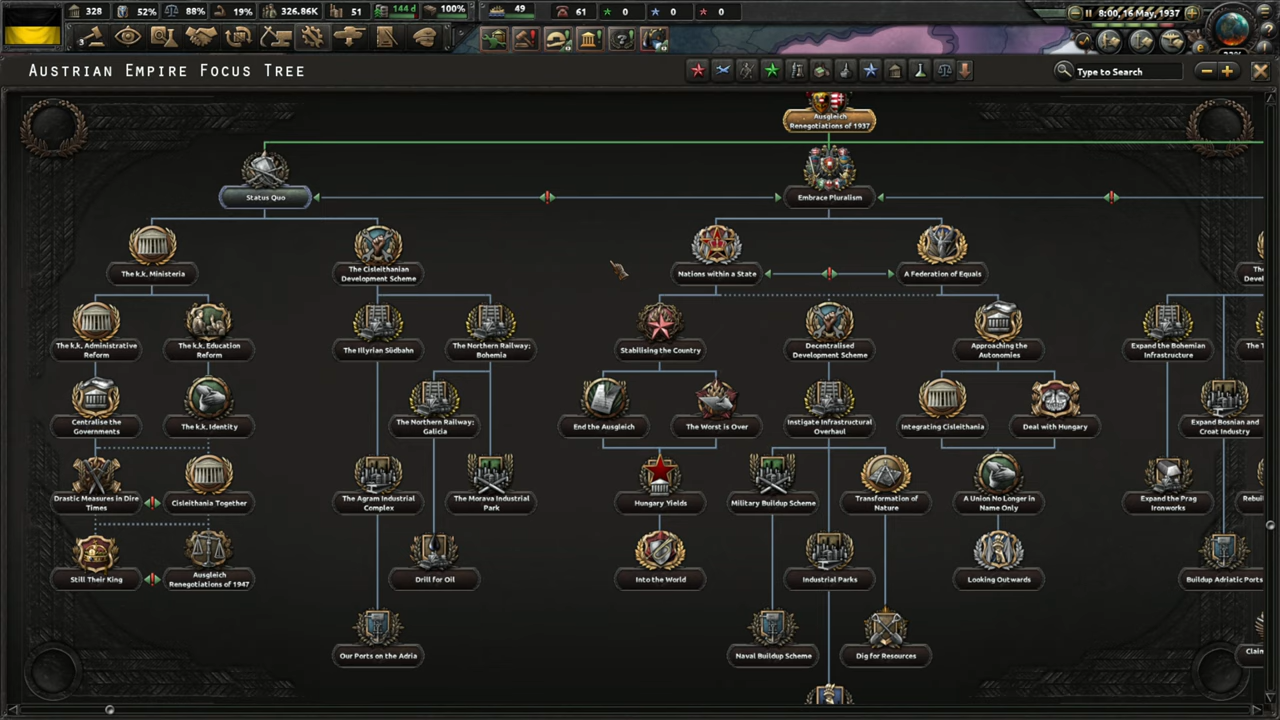 328 52% 88% 19% 326.86K 51 144 d 100% 49 61 0 0 0 8:00, 16 May, 1937
AUSTRIAN EMPIRE FOCUS TREE
Type to Search
Ausgleich
Renegotiations of 1937
Status Quo
Embrace Pluralism
The k.k. Ministeria
The Cisleithanian
Development Scheme
Nations within a State
A Federation of Equals
The k.k. Administrative
Reform
The k.k. Education
Reform
The Illyrian Südbahn
The Northern Railway:
Bohemia
Stabilising the Country
Decentralised
Development Scheme
Approaching the
Autonomies
Expand the Bohemian
Infrastructure
Centralise the
Governments
The k.k. Identity
The Northern Railway:
Galicia
End the Ausgleich
The Worst is Over
Instigate Infrastructural
Overhaul
Integrating Cisleithania
Deal with Hungary
Expand Bosnian and
Croat Industry
Drastic Measures in Dire
Times
Cisleithania Together
The Agram Industrial
Complex
The Morava Industrial
Park
Hungary Yields
Military Buildup Scheme
Transformation of
Nature
A Union No Longer in
Name Only
Expand the Prag
Ironworks
Still Their King
Ausgleich
Renegotiations of 1947
Drill for Oil
Into the World
Industrial Parks
Looking Outwards
Buildup Adriatic Ports
Our Ports on the Adria
Naval Buildup Scheme
Dig for Resources